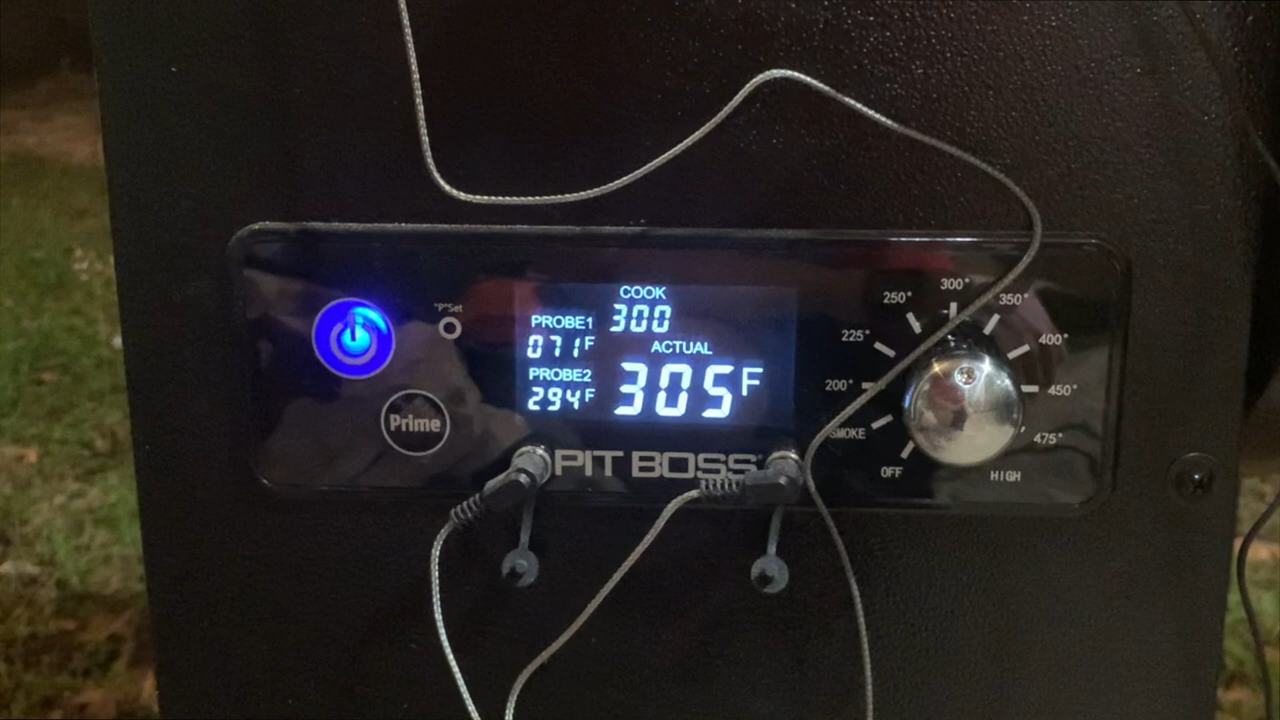 "P"Set
Prime
COOK
300
PROBE1
071F
ACTUAL
305F
PROBE2
294F
PIT BOSS
OFF
SMOKE
200°
225°
250°
300°
350°
400°
450°
475°
HIGH